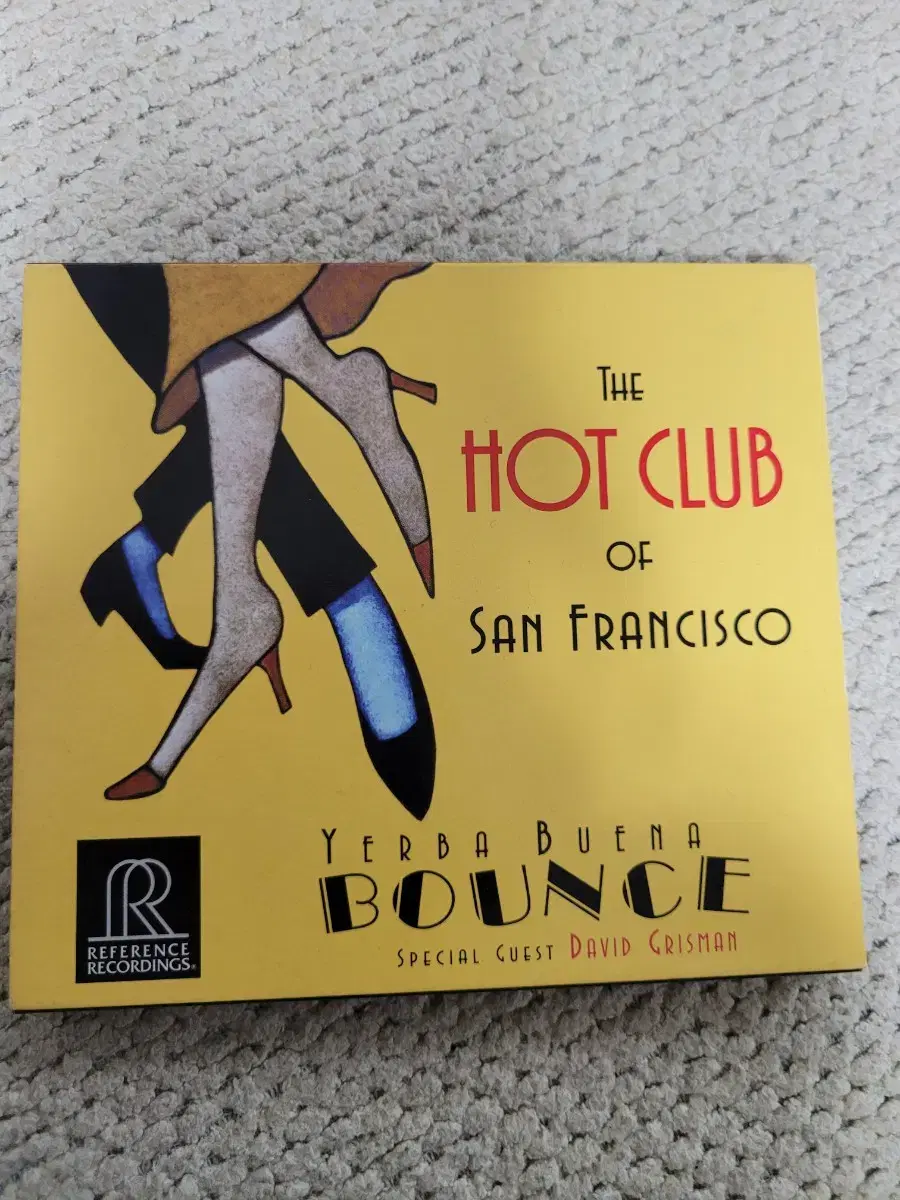 The
HOT CLUB
OF
SAN FRANCISCO
YERBA BUENA
BOUNCE
SPECIAL GUEST DAVID GRISMAN
RR
REFERENCE
RECORDINGS®